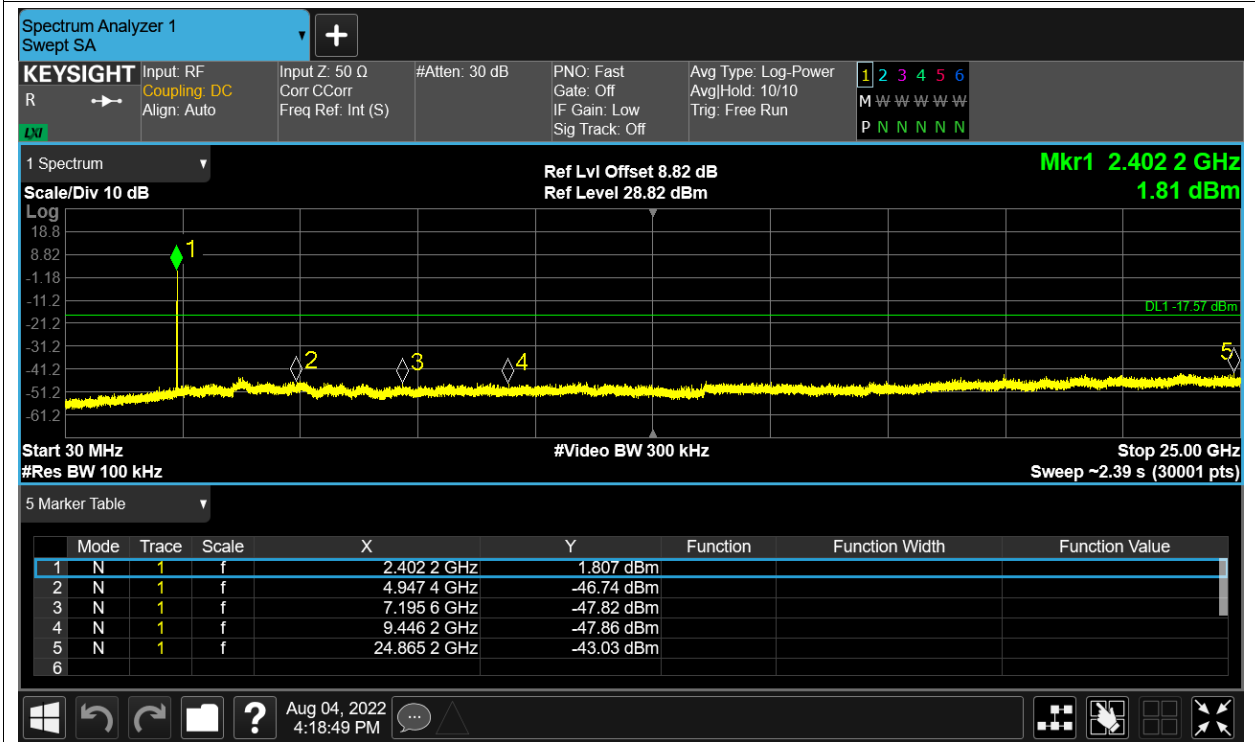 Spectrum Analyzer 1
Swept SA
+
KEYSIGHT
R
LXI
Input: RF
Coupling: DC
Align: Auto
Input Z: 50 Ω
Corr CCorr
Freq Ref: Int (S)
#Atten: 30 dB
PNO: Fast
Gate: Off
IF Gain: Low
Sig Track: Off
Avg Type: Log-Power
Avg|Hold: 10/10
Trig: Free Run
1 2 3 4 5 6
M W W W W W
P N N N N N
1 Spectrum
Scale/Div 10 dB
Ref Lvl Offset 8.82 dB
Ref Level 28.82 dBm
Mkr1 2.402 2 GHz
1.81 dBm
Log
18.8
8.82
-1.18
-11.2
-21.2
-31.2
-41.2
-51.2
-61.2
1
DL1 -17.57 dBm
2
3
4
5
Start 30 MHz
#Res BW 100 kHz
#Video BW 300 kHz
Stop 25.00 GHz
Sweep ~2.39 s (30001 pts)
5 Marker Table
Mode Trace Scale X Y Function Function Width Function Value
1 N 1 f 2.402 2 GHz 1.807 dBm
2 N 1 f 4.947 4 GHz -46.74 dBm
3 N 1 f 7.195 6 GHz -47.82 dBm
4 N 1 f 9.446 2 GHz -47.86 dBm
5 N 1 f 24.865 2 GHz -43.03 dBm
6
?
Aug 04, 2022
4:18:49 PM